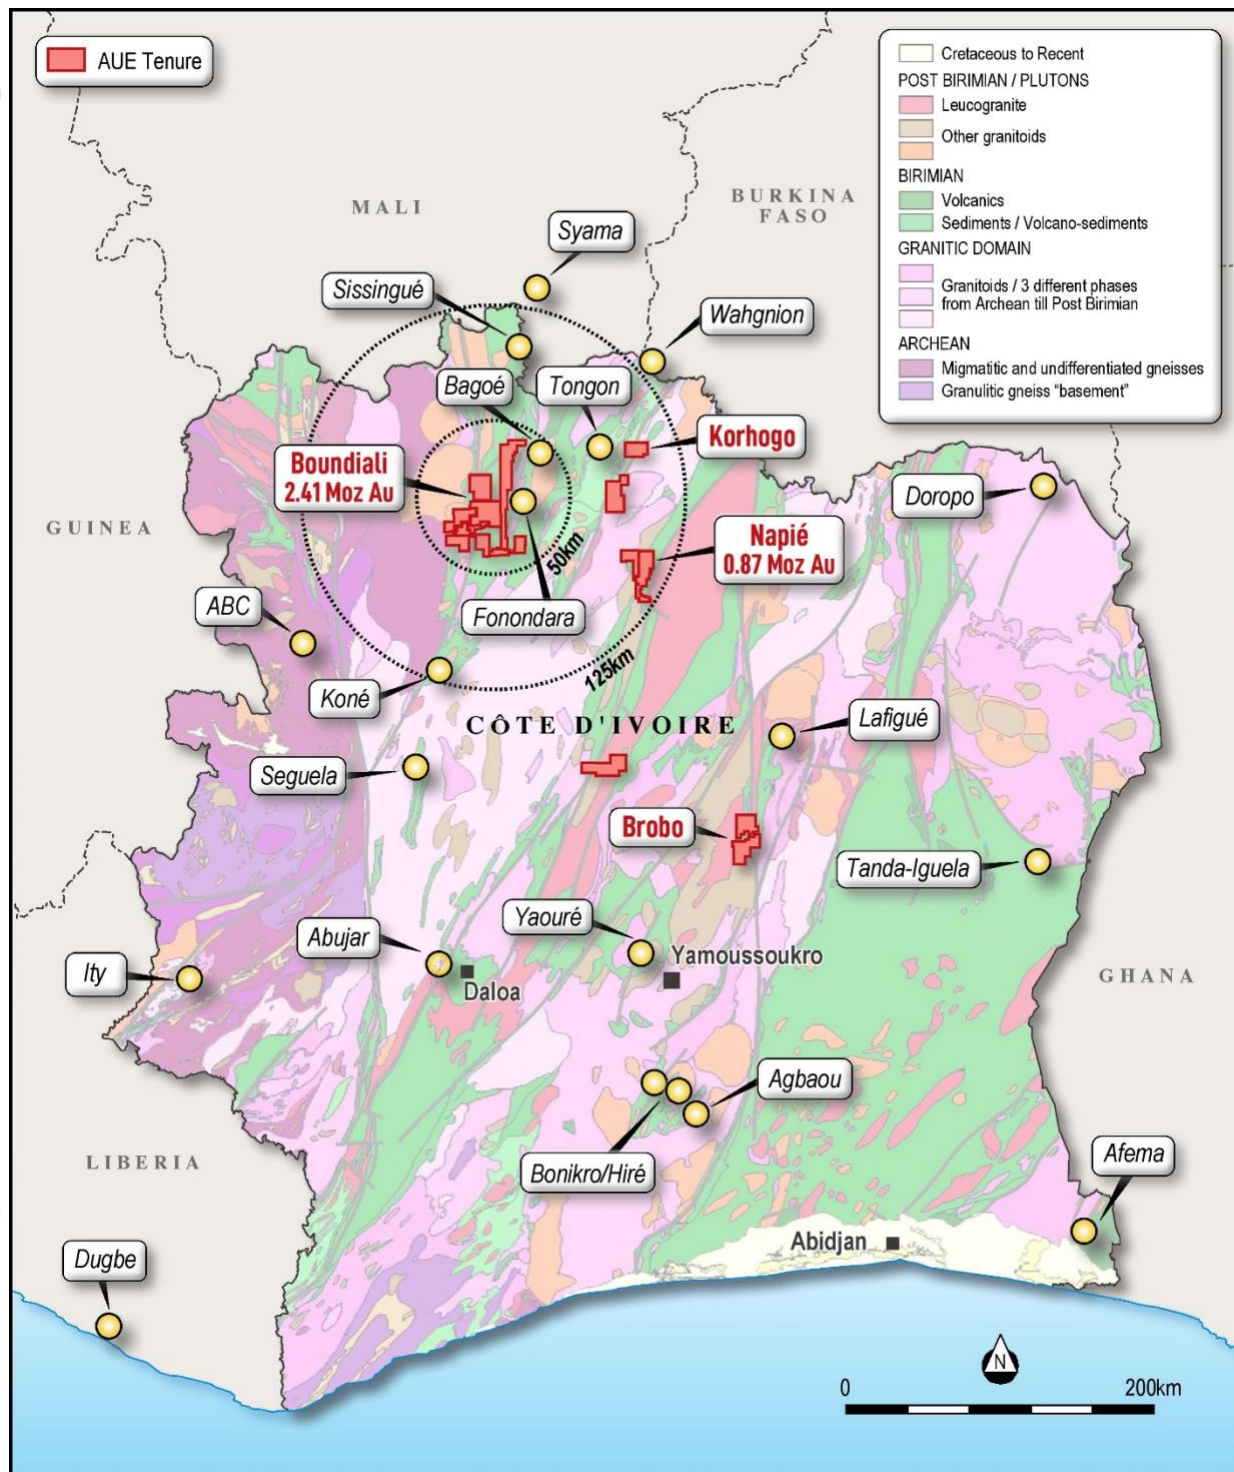 AUE Tenure
Cretaceous to Recent
POST BIRIMIAN / PLUTONS
Leucogranite
Other granitoids
BIRIMIAN
Volcanics
Sediments / Volcano-sediments
GRANITIC DOMAIN
Granitoids / 3 different phases
from Archean till Post Birimian
ARCHEAN
Migmatitic and undifferentiated gneisses
Granulitic gneiss “basement”
MALI
BURKINA
FASO
Syama
Sissingué
Wahgnion
Bagoé
Tongon
Korhogo
Boundiali
2.41 Moz Au
Doropo
GUINEA
Napié
0.87 Moz Au
50km
ABC
Fonondara
125km
Koné
CÔTE D'IVOIRE
Lafigué
Seguela
Brobo
Tanda-Iguela
Abujar
Yaouré
Yamoussoukro
Ity
Daloa
GHANA
Agbaou
LIBERIA
Bonikro/Hiré
Afema
Abidjan
Dugbe
N
0 200km